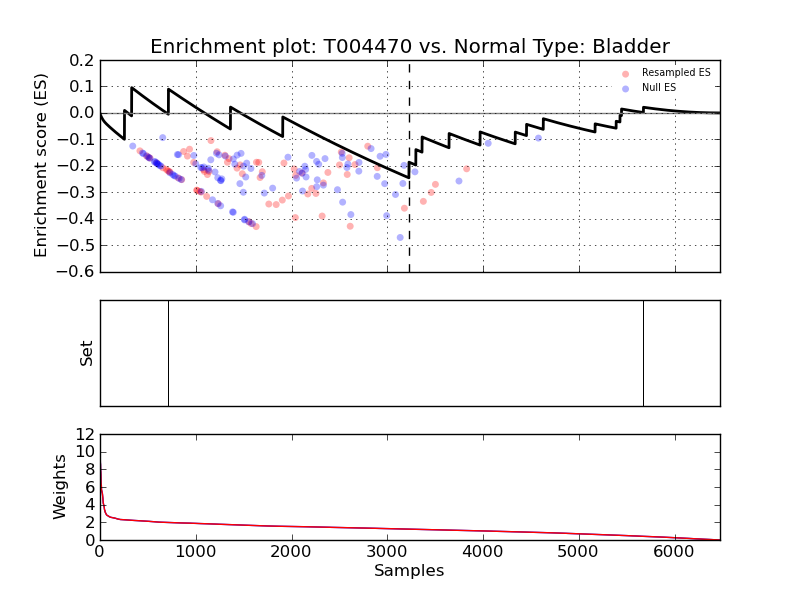 Enrichment plot: T004470 vs. Normal Type: Bladder
Enrichment score (ES)
0.2
0.1
0.0
−0.1
−0.2
−0.3
−0.4
−0.5
−0.6
Resampled ES
Null ES
Set
Weights
12
10
8
6
4
2
0
0 1000 2000 3000 4000 5000 6000
Samples